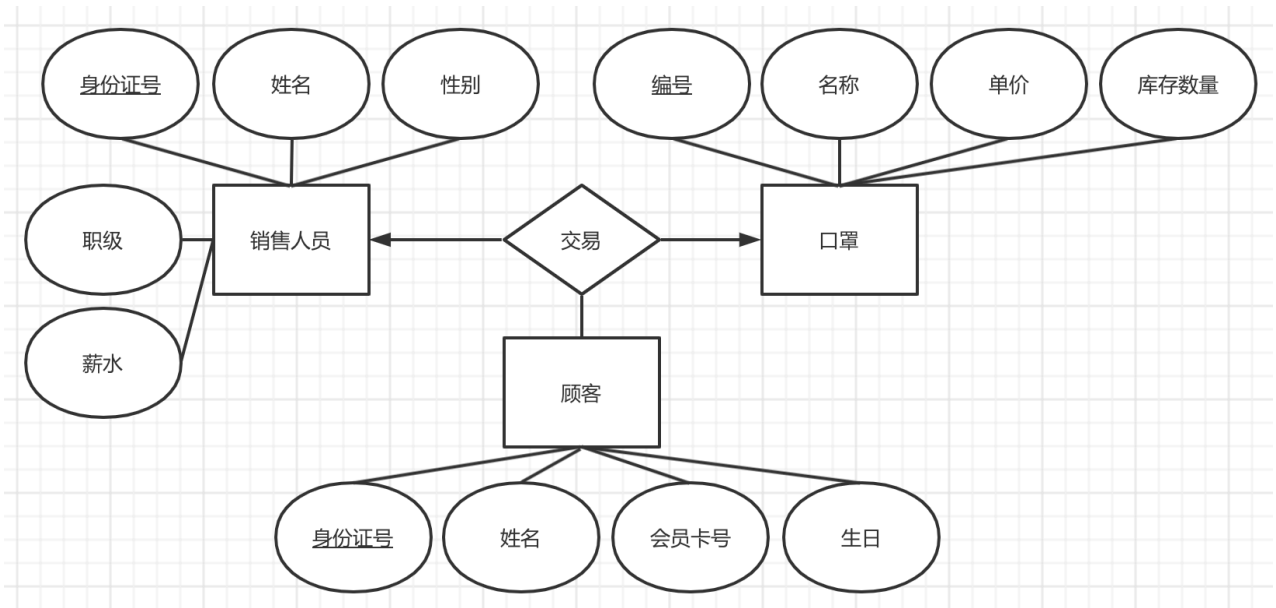 身份证号
姓名
性别
编号
名称
单价
库存数量
职级
销售人员
交易
口罩
薪水
顾客
身份证号
姓名
会员卡号
生日